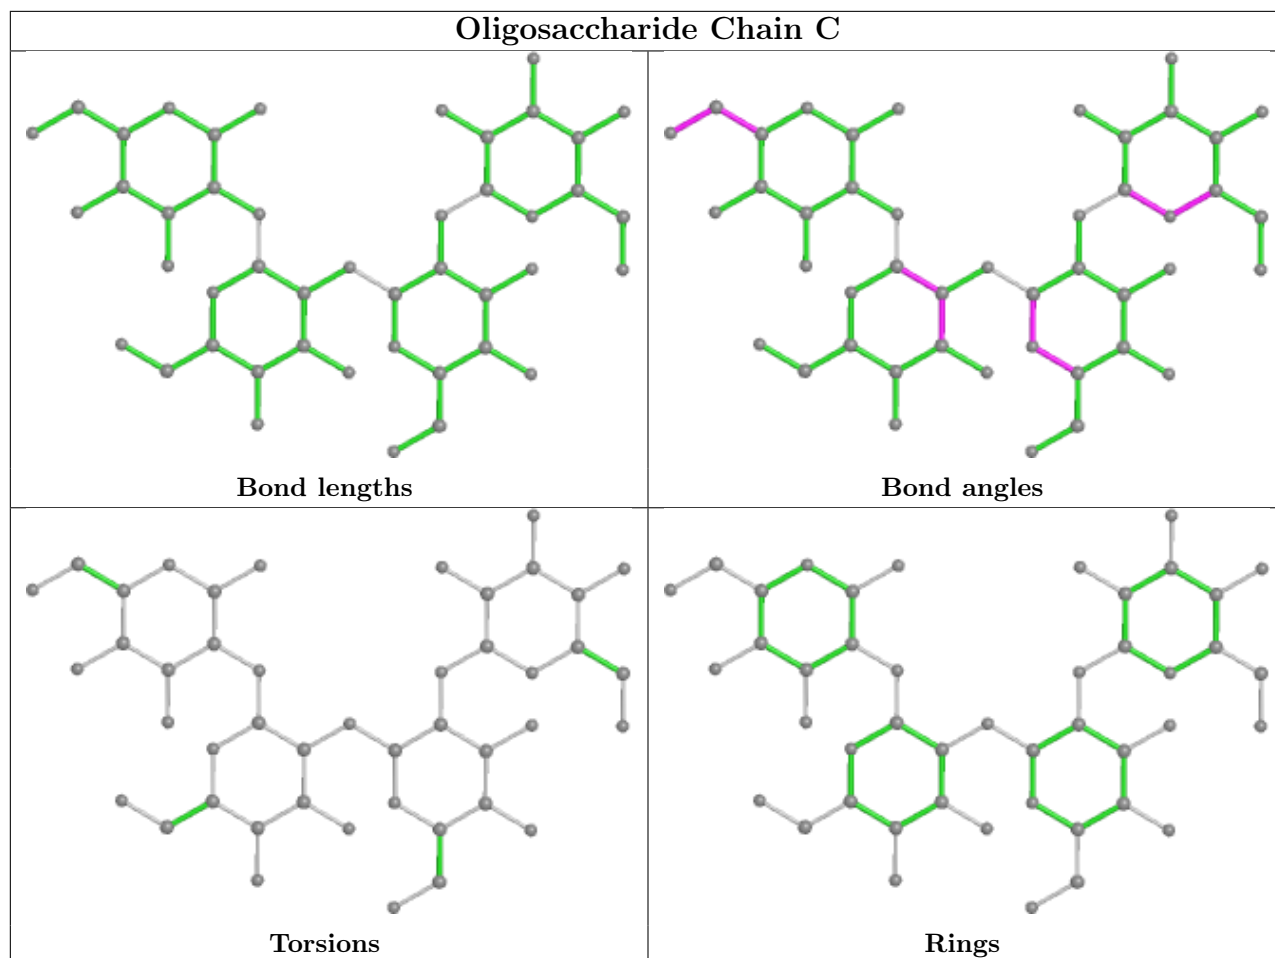 Oligosaccharide Chain C
Bond lengths
Bond angles
Torsions
Rings